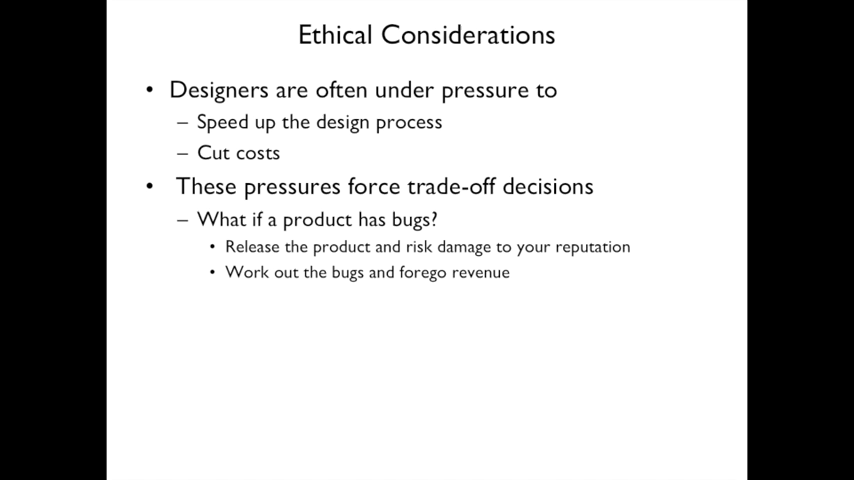 Ethical Considerations
• Designers are often under pressure to
– Speed up the design process
– Cut costs
• These pressures force trade-off decisions
– What if a product has bugs?
• Release the product and risk damage to your reputation
• Work out the bugs and forego revenue